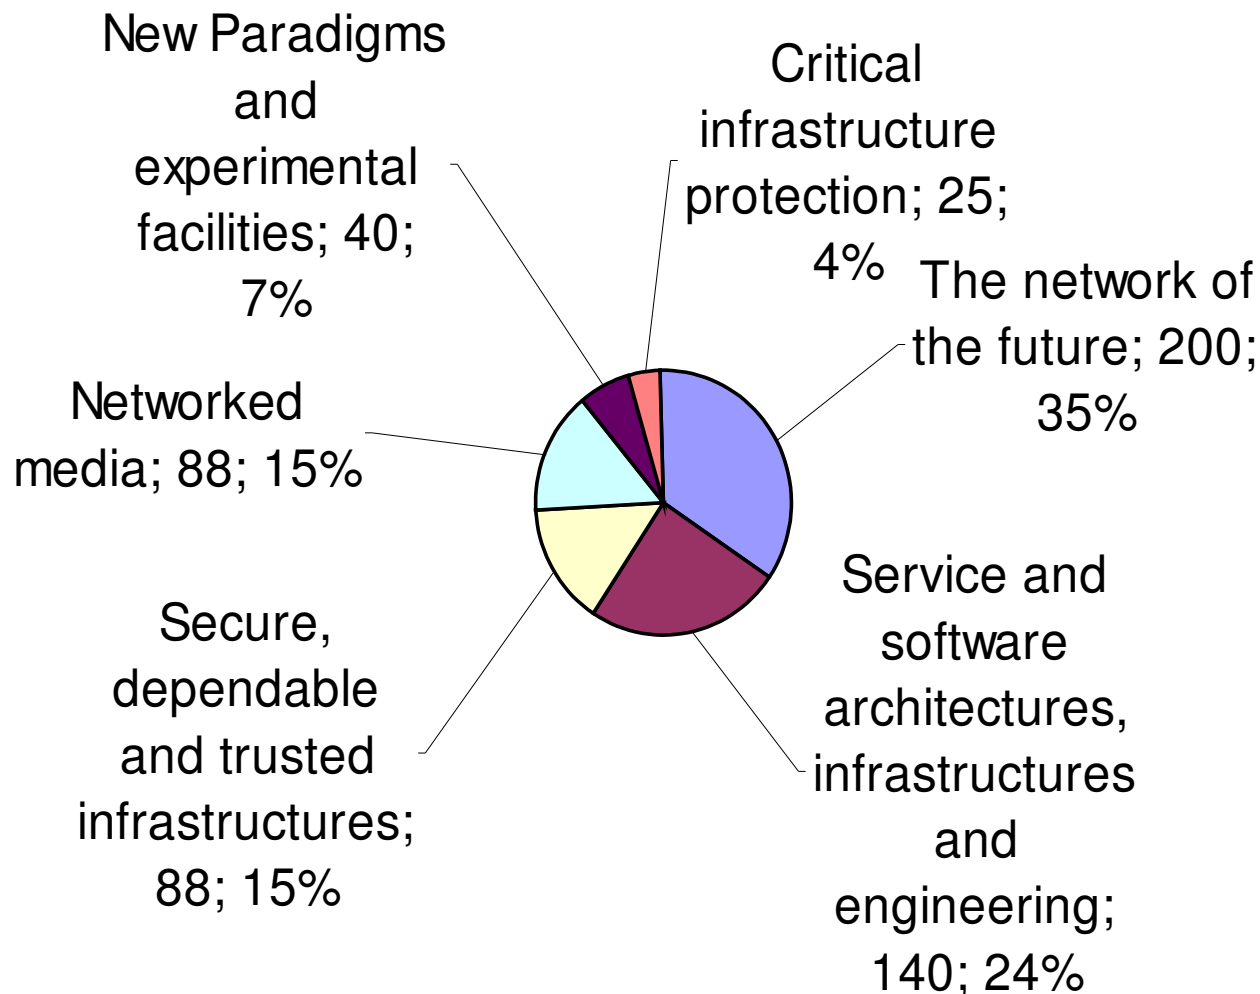 New Paradigms
and
experimental
facilities; 40;
7%
Critical
infrastructure
protection; 25;
4%
The network of
the future; 200;
35%
Networked
media; 88; 15%
Secure,
dependable
and trusted
infrastructures;
88; 15%
Service and
software
architectures,
infrastructures
and
engineering;
140; 24%